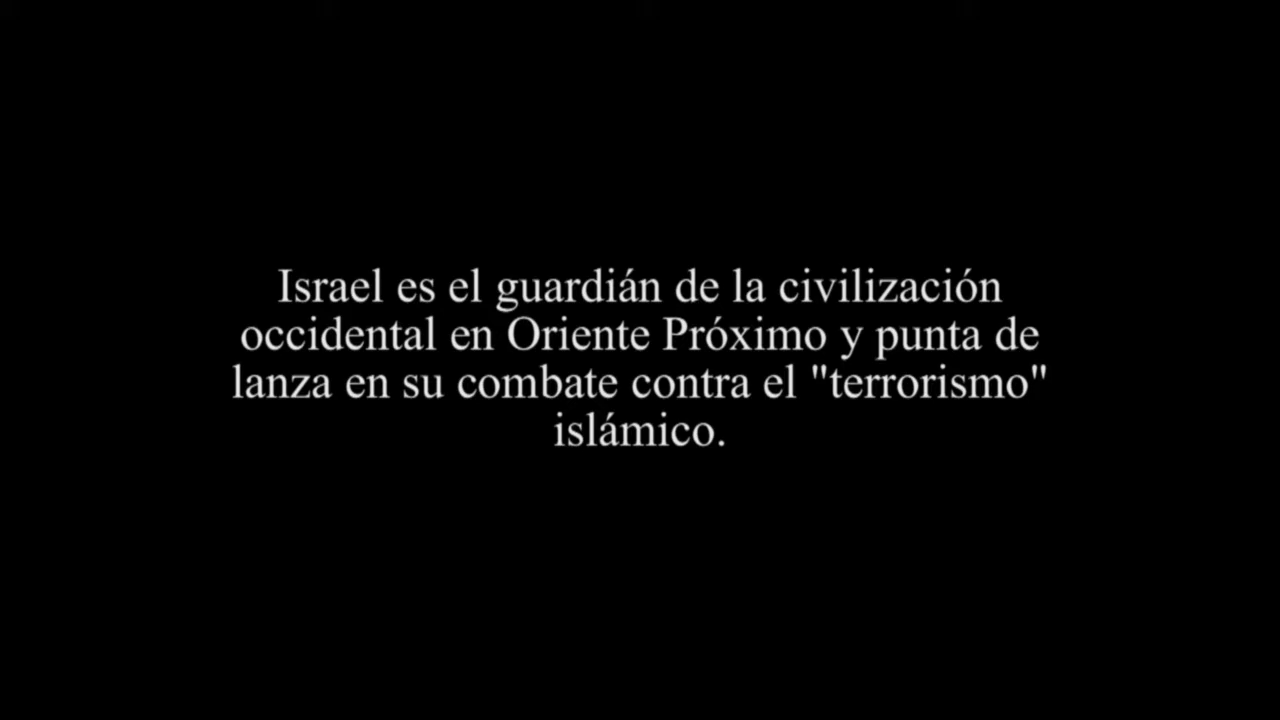 Israel es el guardián de la civilización
occidental en Oriente Próximo y punta de
lanza en su combate contra el "terrorismo"
islámico.